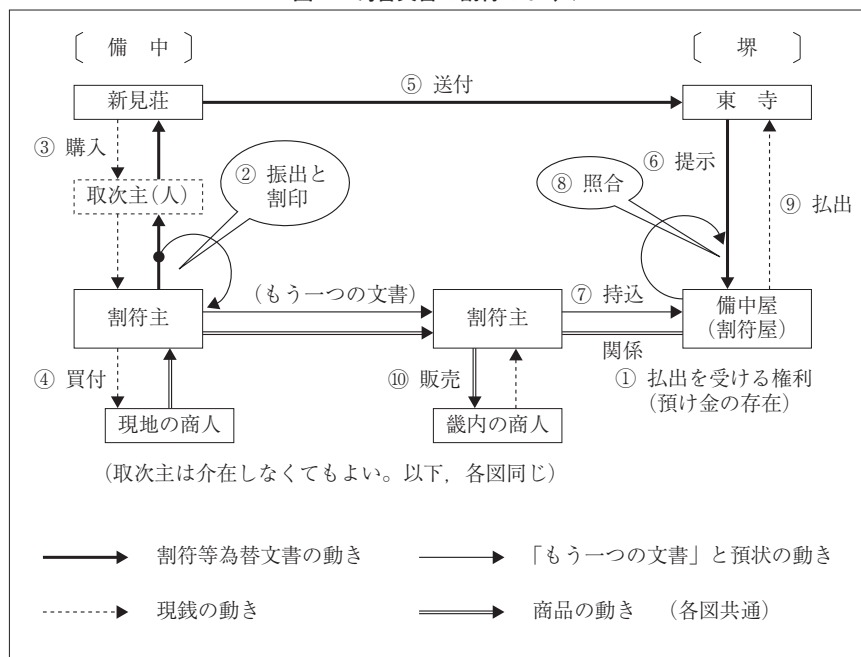 〔 備 中 〕
〔 堺 〕
⑤ 送付
新見荘
東 寺
③ 購入
② 振出と
割印
⑥ 提示
⑧ 照合
取次主(人)
⑨ 払出
(もう一つの文書)
⑦ 持込
割符主
割符主
備中屋
(割符屋)
関係
④ 買付
⑩ 販売
① 払出を受ける権利
(預け金の存在)
現地の商人
畿内の商人
(取次主は介在しなくてもよい。以下, 各図同じ)
割符等為替文書の動き
「もう一つの文書」と預状の動き
現銭の動き
商品の動き (各図共通)